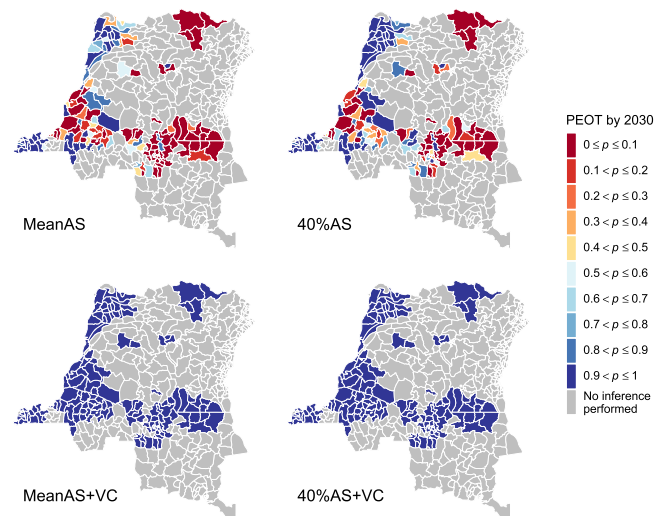 PEOT by 2030
0 ≤ p ≤ 0.1
0.1 < p ≤ 0.2
0.2 < p ≤ 0.3
0.3 < p ≤ 0.4
0.4 < p ≤ 0.5
0.5 < p ≤ 0.6
0.6 < p ≤ 0.7
0.7 < p ≤ 0.8
0.8 < p ≤ 0.9
0.9 < p ≤ 1
No inference
performed
MeanAS
40%AS
MeanAS+VC
40%AS+VC